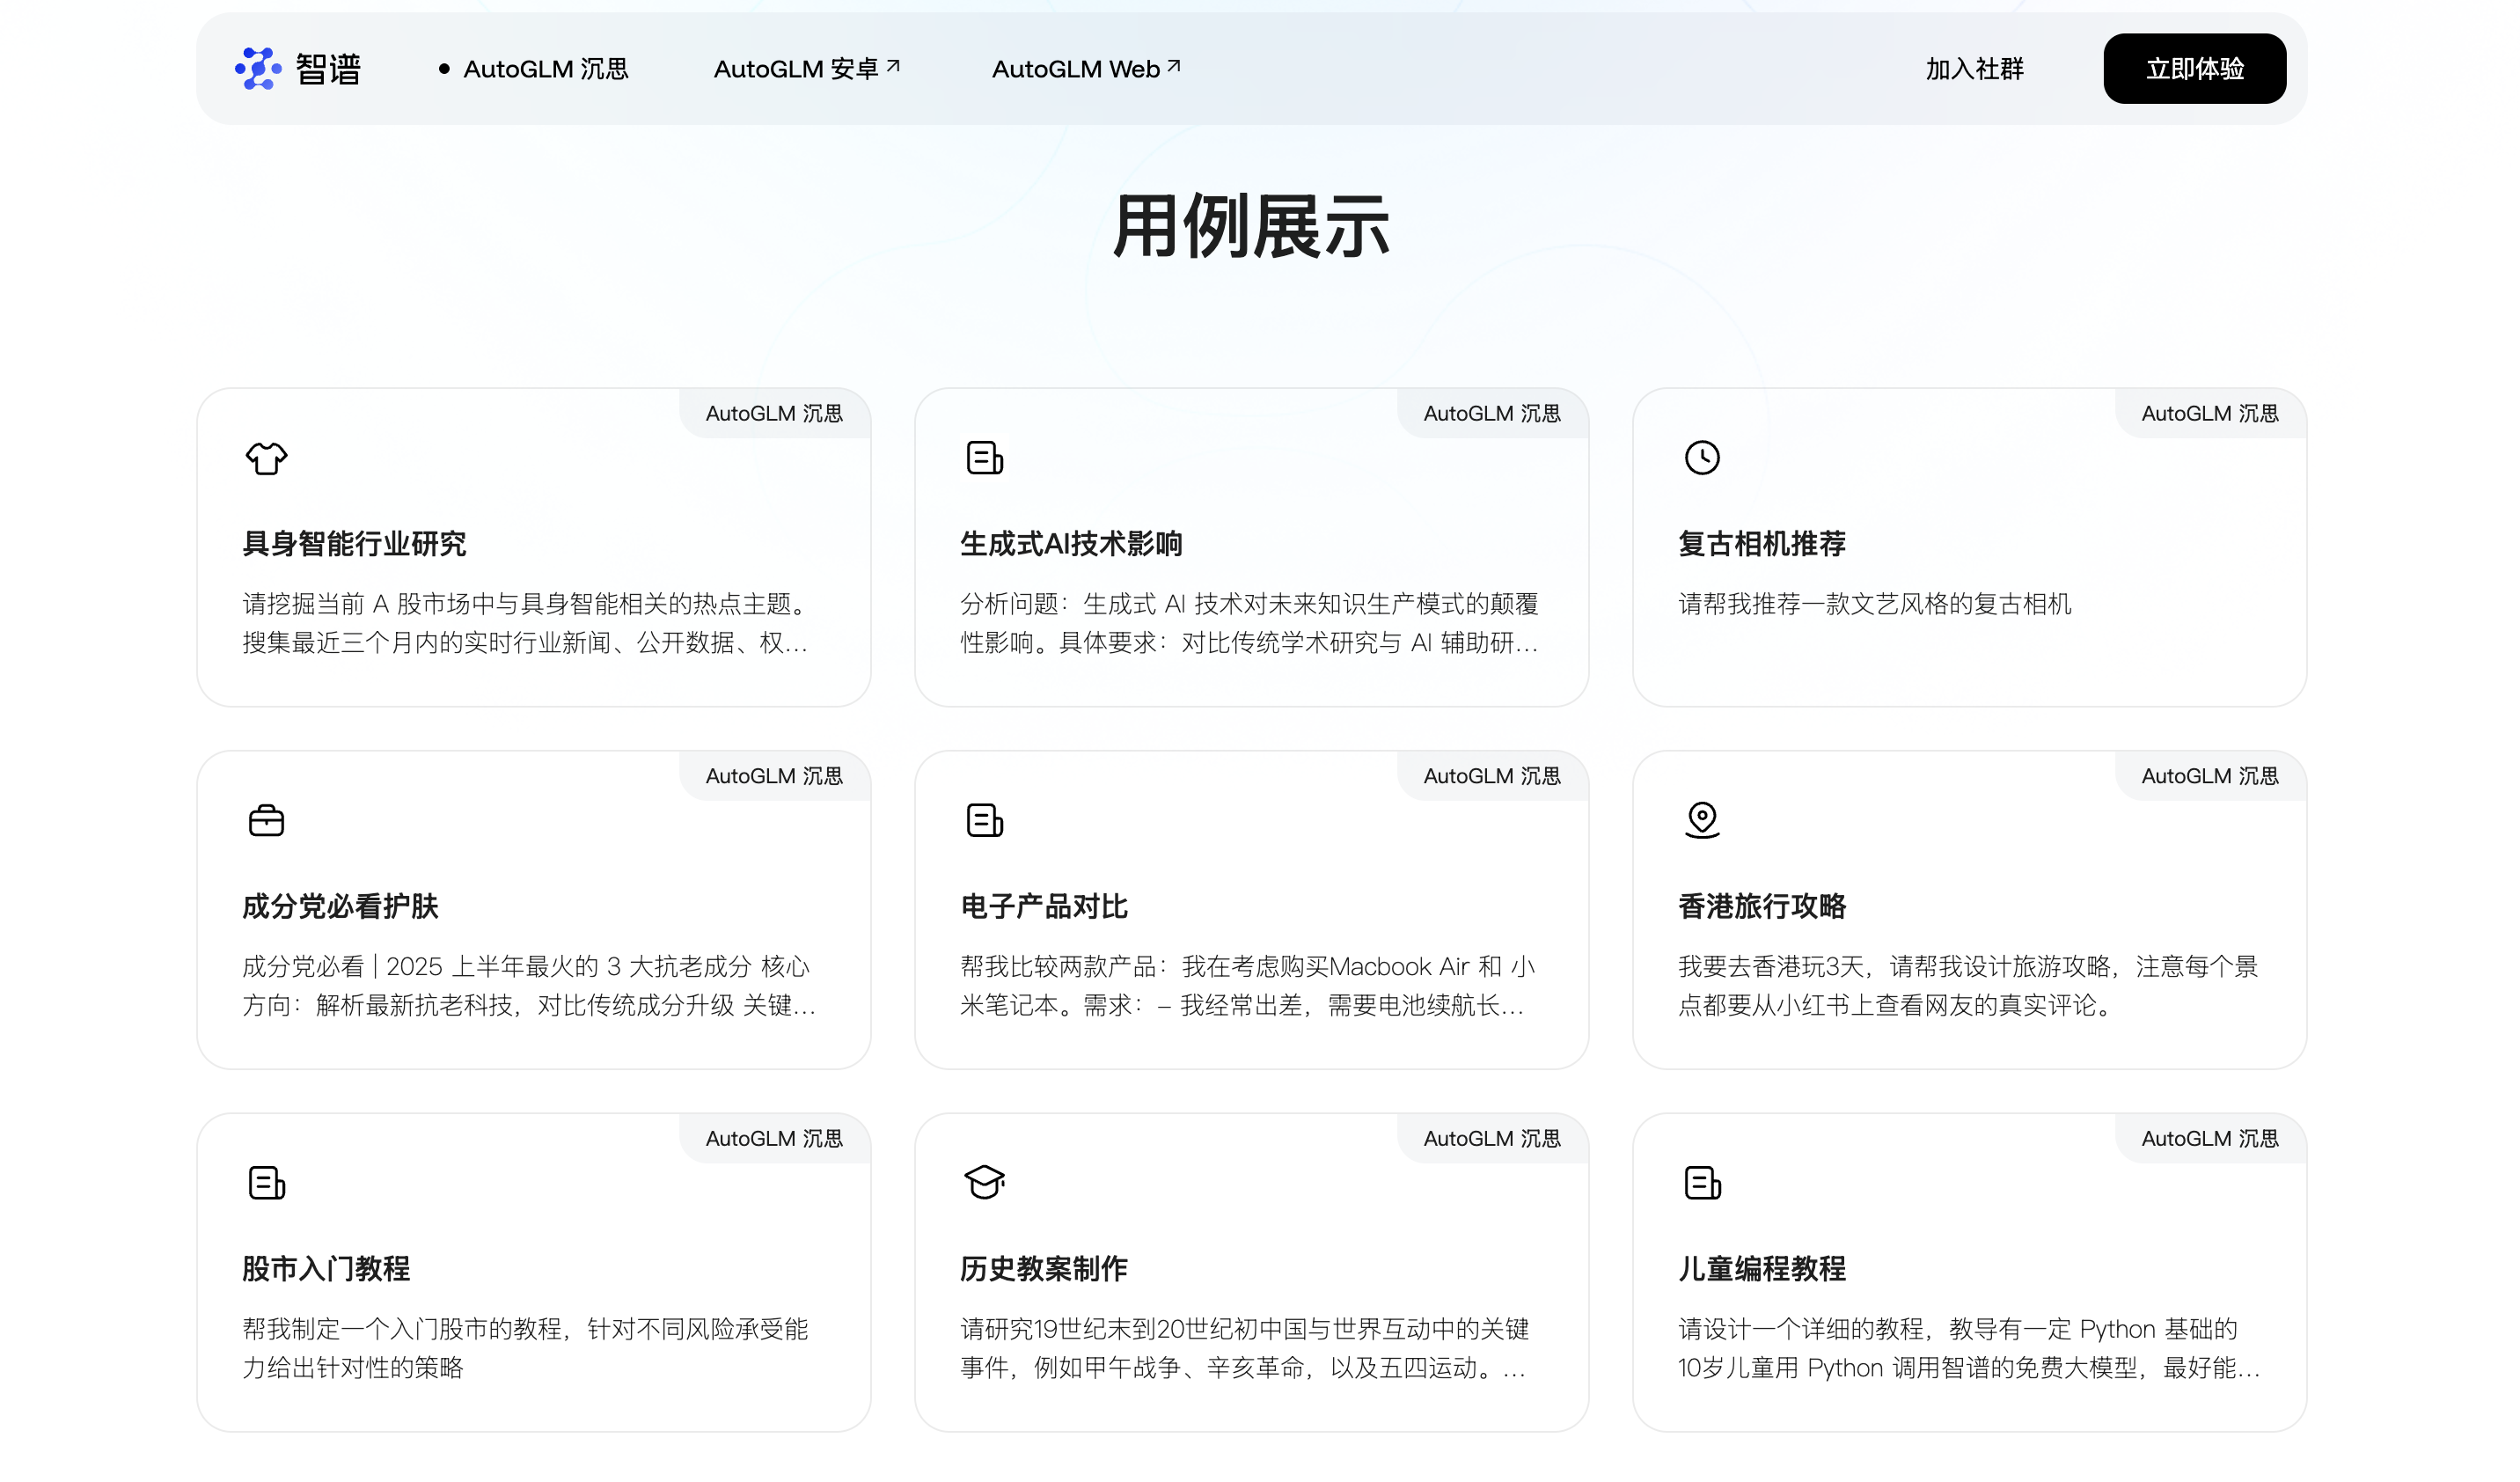 智谱
AutoGLM 沉思
AutoGLM 安卓
AutoGLM Web
加入社群
立即体验
用例展示
AutoGLM 沉思
具身智能行业研究
请挖掘当前 A 股市场中与具身智能相关的热点主题。
搜集最近三个月内的实时行业新闻、公开数据、权...
AutoGLM 沉思
生成式AI技术影响
分析问题：生成式 AI 技术对未来知识生产模式的颠覆
性影响。具体要求：对比传统学术研究与 AI 辅助研...
AutoGLM 沉思
复古相机推荐
请帮我推荐一款文艺风格的复古相机
AutoGLM 沉思
成分党必看护肤
成分党必看 | 2025 上半年最火的 3 大抗老成分 核心
方向：解析最新抗老科技，对比传统成分升级 关键...
AutoGLM 沉思
电子产品对比
帮我比较两款产品：我在考虑购买Macbook Air 和 小
米笔记本。需求：– 我经常出差，需要电池续航长...
AutoGLM 沉思
香港旅行攻略
我要去香港玩3天，请帮我设计旅游攻略，注意每个景
点都要从小红书上查看网友的真实评论。
AutoGLM 沉思
股市入门教程
帮我制定一个入门股市的教程，针对不同风险承受能
力给出针对性的策略
AutoGLM 沉思
历史教案制作
请研究19世纪末到20世纪初中国与世界互动中的关键
事件，例如甲午战争、辛亥革命，以及五四运动。...
AutoGLM 沉思
儿童编程教程
请设计一个详细的教程，教导有一定 Python 基础的
10岁儿童用 Python 调用智谱的免费大模型，最好能...